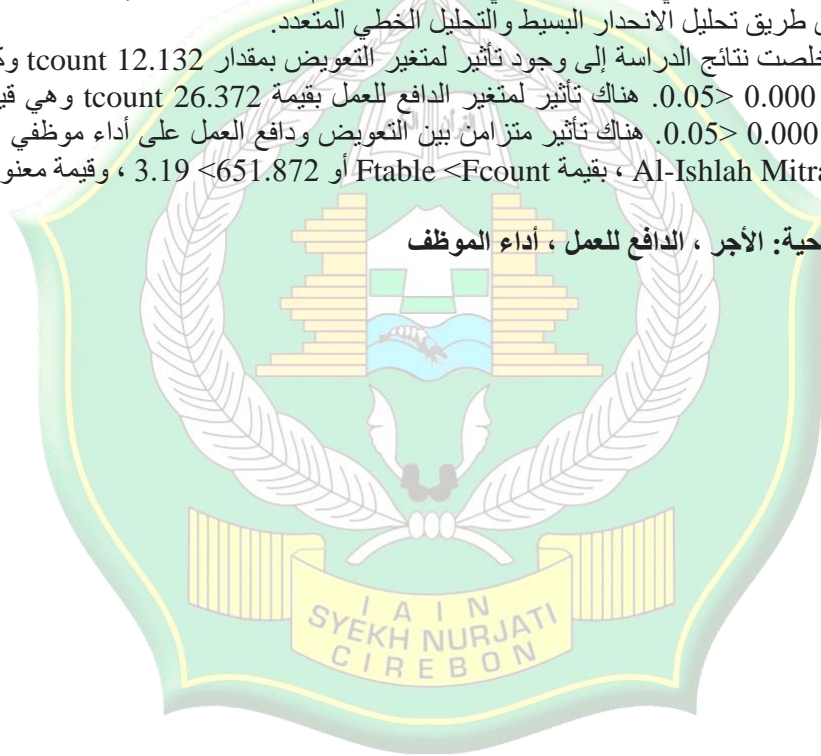 طريق تحليل الانحدار البسيط والتحليل الخطي المتعدد.
خلصت نتائج الدراسة إلى وجود تأثير لمتغير التعويض بمقدار tcount 12.132
0.000 <0.05. هناك تأثير لمتغير الدافع للعمل بقيمة tcount 26.372 وهي
0.000 <0.05. هناك تأثير متزامن بين التعويض ودافع العمل على أداء موظفي
Al-Ishlah ، بقيمة Ftable <Fcount أو 651.872> 3.19 ، وقيمة
الأجر ، الدافع للعمل ، أداء الموظف
IAIN
SYEKH NURJATI
CIREBON